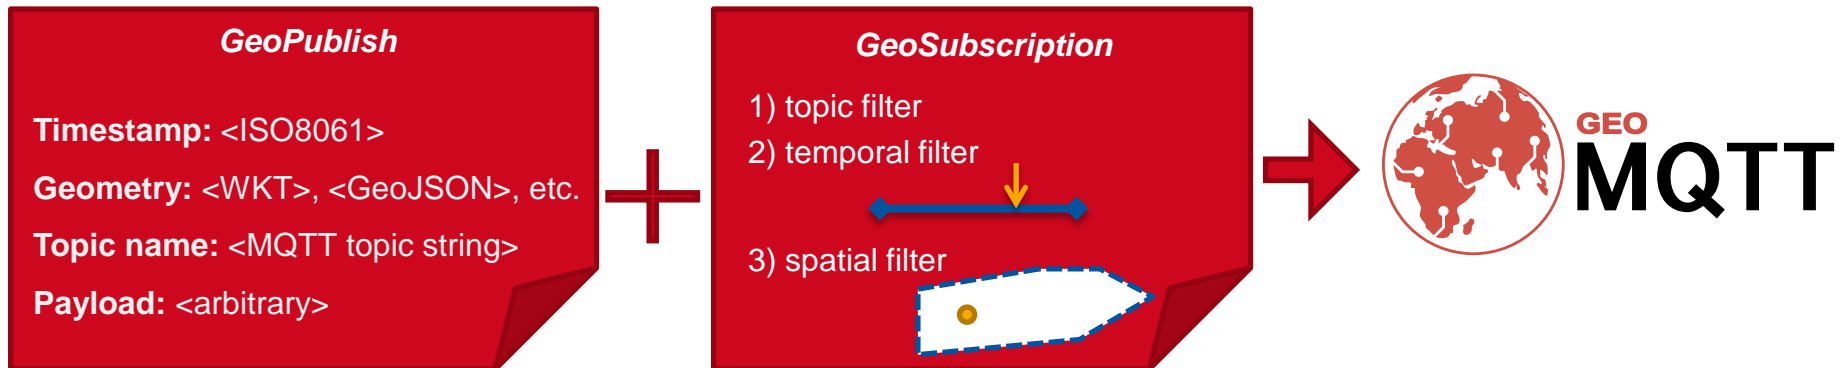 GeoPublish
Timestamp: <ISO8061>
Geometry: <WKT>, <GeoJSON>, etc.
Topic name: <MQTT topic string>
Payload: <arbitrary>
GeoSubscription
1) topic filter
2) temporal filter
3) spatial filter
GEO
MQTT